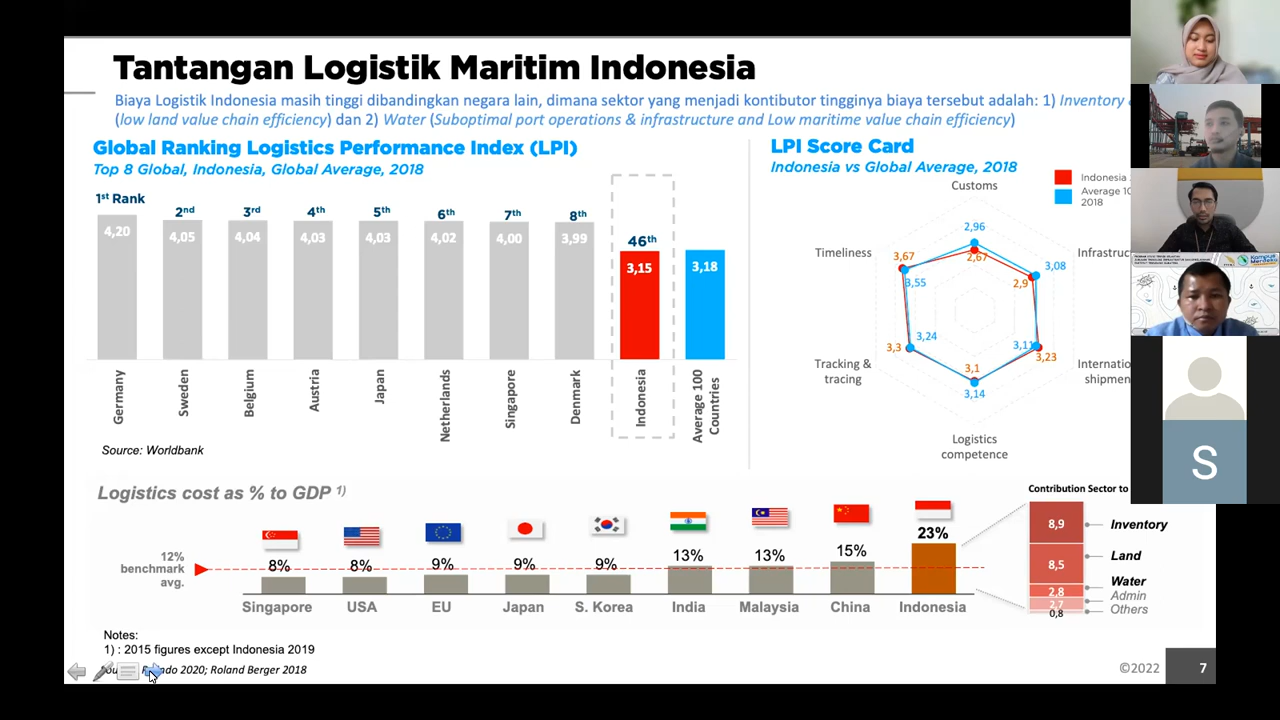 Tantangan Logistik Maritim Indonesia
Biaya Logistik Indonesia masih tinggi dibandingkan negara lain, dimana sektor yang menjadi kontibutor tingginya biaya tersebut adalah: 1) Inventory
(low land value chain efficiency) dan 2) Water (Suboptimal port operations & infrastructure and Low maritime value chain efficiency)
Global Ranking Logistics Performance Index (LPI)
Top 8 Global, Indonesia, Global Average, 2018
1st Rank
2nd
3rd
4th
5th
6th
7th
8th
46th
4,20
4,05
4,04
4,03
4,03
4,02
4,00
3,99
3,15
3,18
Germany
Sweden
Belgium
Austria
Japan
Netherlands
Singapore
Denmark
Indonesia
Average 100
Countries
Source: Worldbank
LPI Score Card
Indonesia vs Global Average, 2018
Indonesia
Average
2018
Customs
2,96
2,67
Timeliness
3,67
3,55
3,08
2,9
3,24
3,3
3,11
3,23
Tracking &
tracing
3,1
3,14
shipment
Logistics
competence
Logistics cost as % to GDP 1)
12%
benchmark
avg.
8%
8%
9%
9%
9%
13%
13%
15%
23%
Singapore
USA
EU
Japan
S. Korea
India
Malaysia
China
Indonesia
Contribution Sector to
8,9
Inventory
8,5
Land
2,8
Water
2,7
Admin
0,8
Others
Notes:
1) : 2015 figures except Indonesia 2019
2020; Roland Berger 2018
©2022
7
Kampus
Merdeka
S